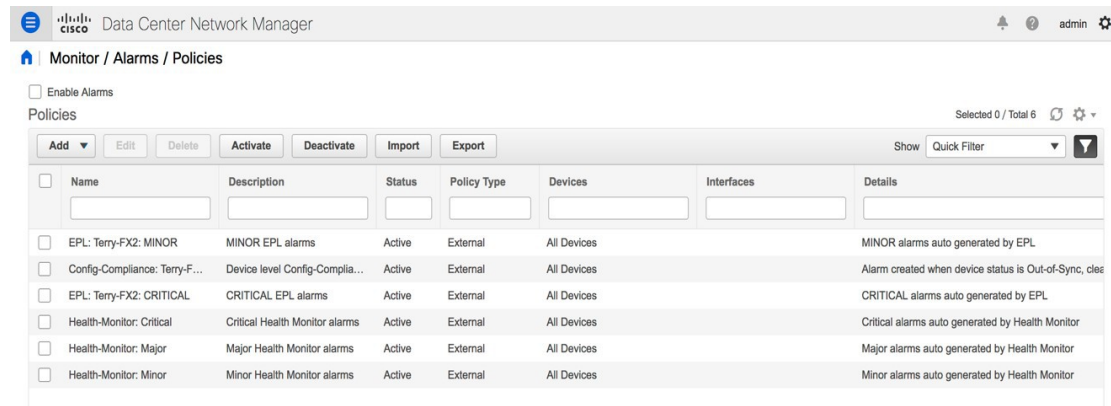 cisco Data Center Network Manager admin
Monitor / Alarms / Policies
Enable Alarms
Policies Selected 0 / Total 6
Add Edit Delete Activate Deactivate Import Export Show Quick Filter
Name Description Status Policy Type Devices Interfaces Details
EPL: Terry-FX2: MINOR MINOR EPL alarms Active External All Devices MINOR alarms auto generated by EPL
Config-Compliance: Terry-F... Device level Config-Complia... Active External All Devices Alarm created when device status is Out-of-Sync, clea
EPL: Terry-FX2: CRITICAL CRITICAL EPL alarms Active External All Devices CRITICAL alarms auto generated by EPL
Health-Monitor: Critical Critical Health Monitor alarms Active External All Devices Critical alarms auto generated by Health Monitor
Health-Monitor: Major Major Health Monitor alarms Active External All Devices Major alarms auto generated by Health Monitor
Health-Monitor: Minor Minor Health Monitor alarms Active External All Devices Minor alarms auto generated by Health Monitor